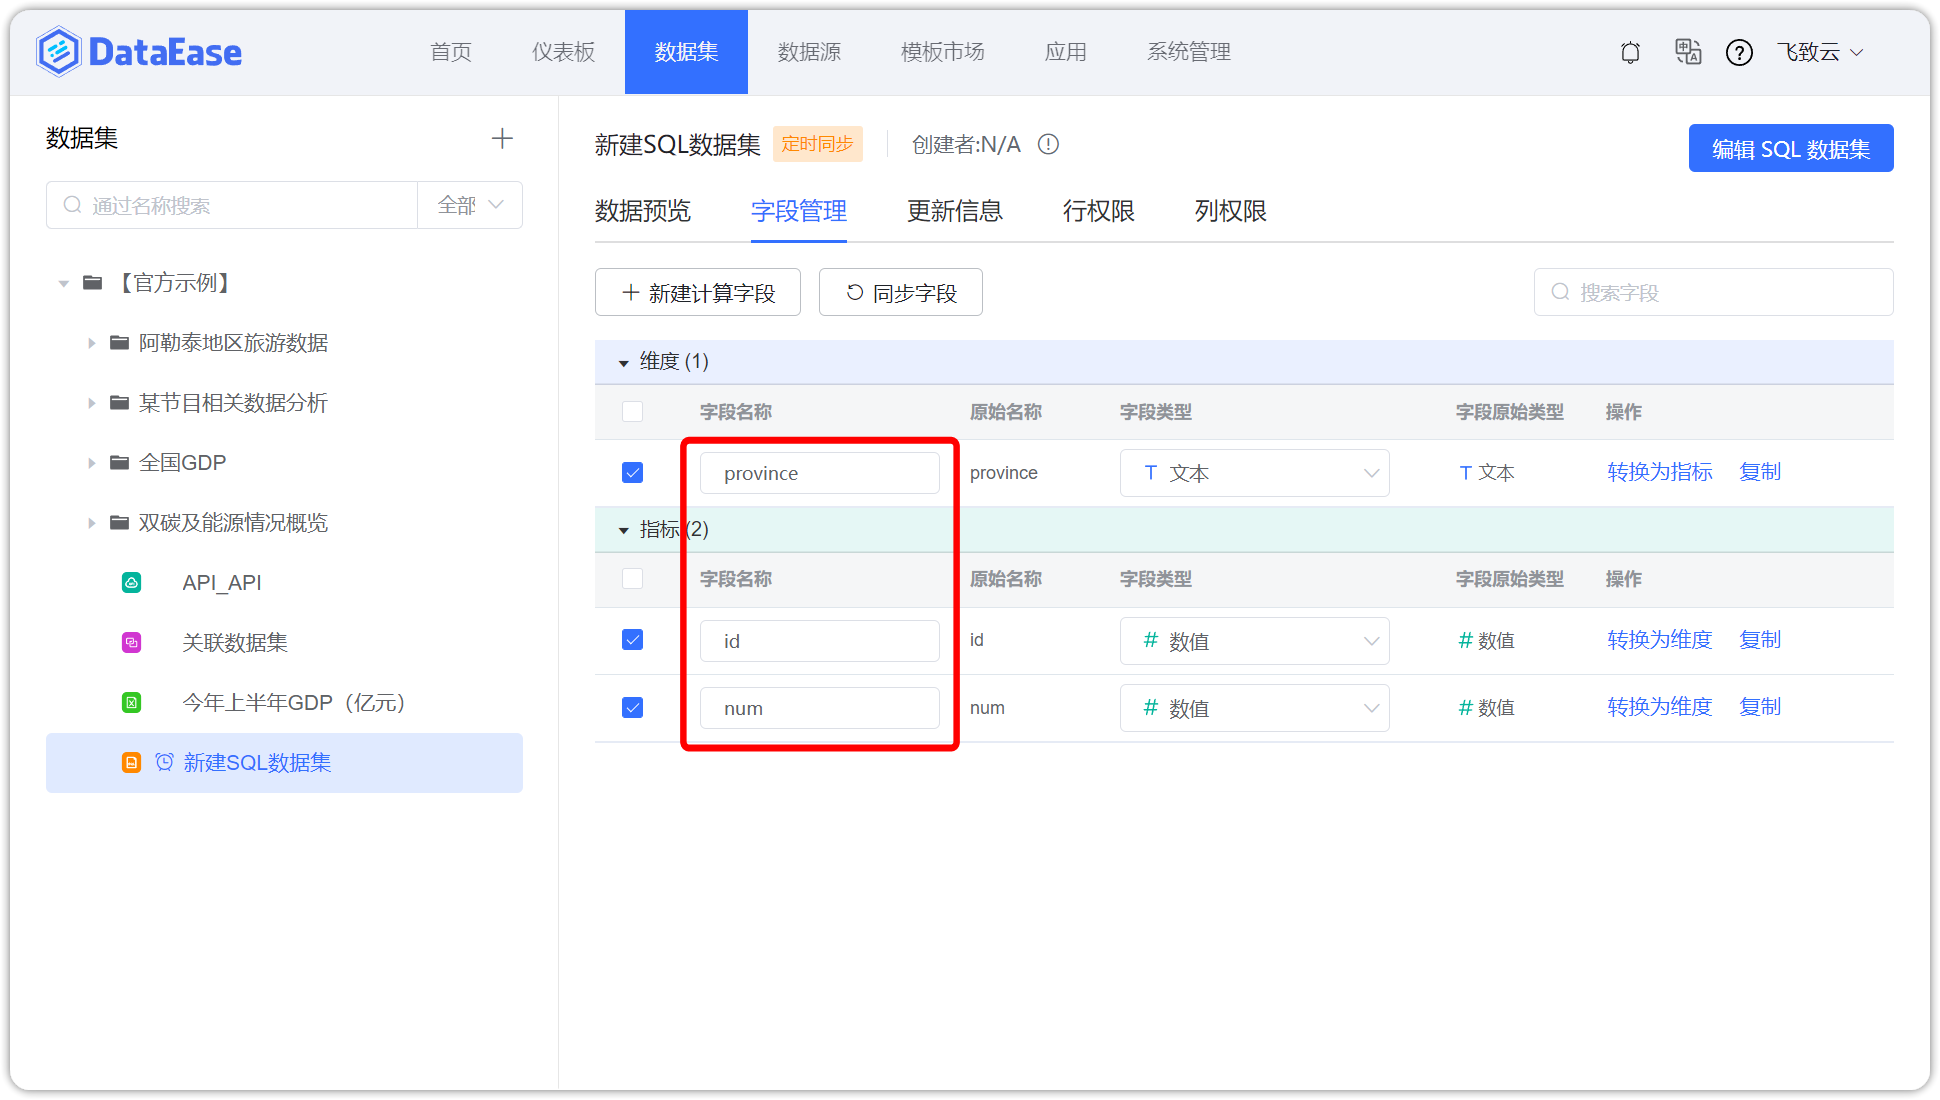 DataEase
首页 仪表板 数据集 数据源 模板市场 应用 系统管理 飞致云
数据集
通过名称搜索 全部
【官方示例】
阿勒泰地区旅游数据
某节目相关数据分析
全国GDP
双碳及能源情况概览
API_API
关联数据集
今年上半年GDP（亿元）
新建SQL数据集
新建SQL数据集 定时同步 创建者:N/A 编辑 SQL 数据集
数据预览 字段管理 更新信息 行权限 列权限
新建计算字段 同步字段 搜索字段
维度 (1)
字段名称 原始名称 字段类型 字段原始类型 操作
province province T 文本 T 文本 转换为指标 复制
指标 (2)
字段名称 原始名称 字段类型 字段原始类型 操作
id id # 数值 # 数值 转换为维度 复制
num num # 数值 # 数值 转换为维度 复制